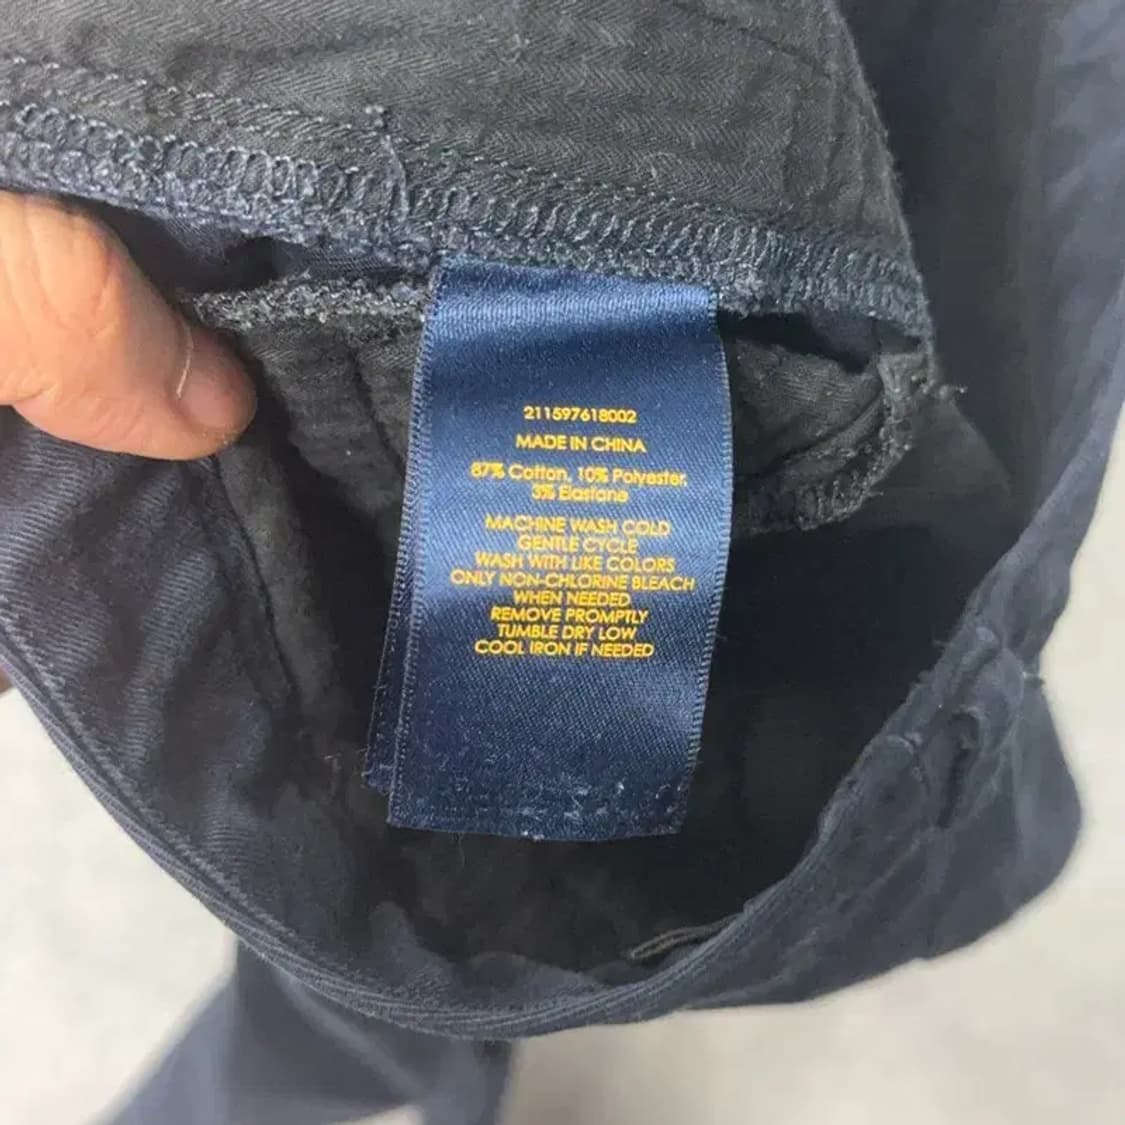 211597618002
MADE IN CHINA
87% Cotton, 10% Polyester,
3% Elastane
MACHINE WASH COLD
GENTLE CYCLE
WASH WITH LIKE COLORS
ONLY NON-CHLORINE BLEACH
WHEN NEEDED
REMOVE PROMPTLY
TUMBLE DRY LOW
COOL IRON IF NEEDED